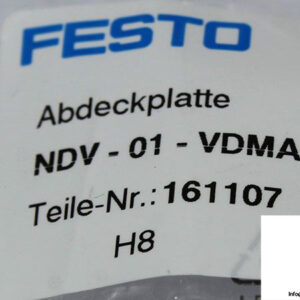 FESTO
Abdeckplatte
NDV - 01 - VDMA
Teile-Nr.: 161107
H8